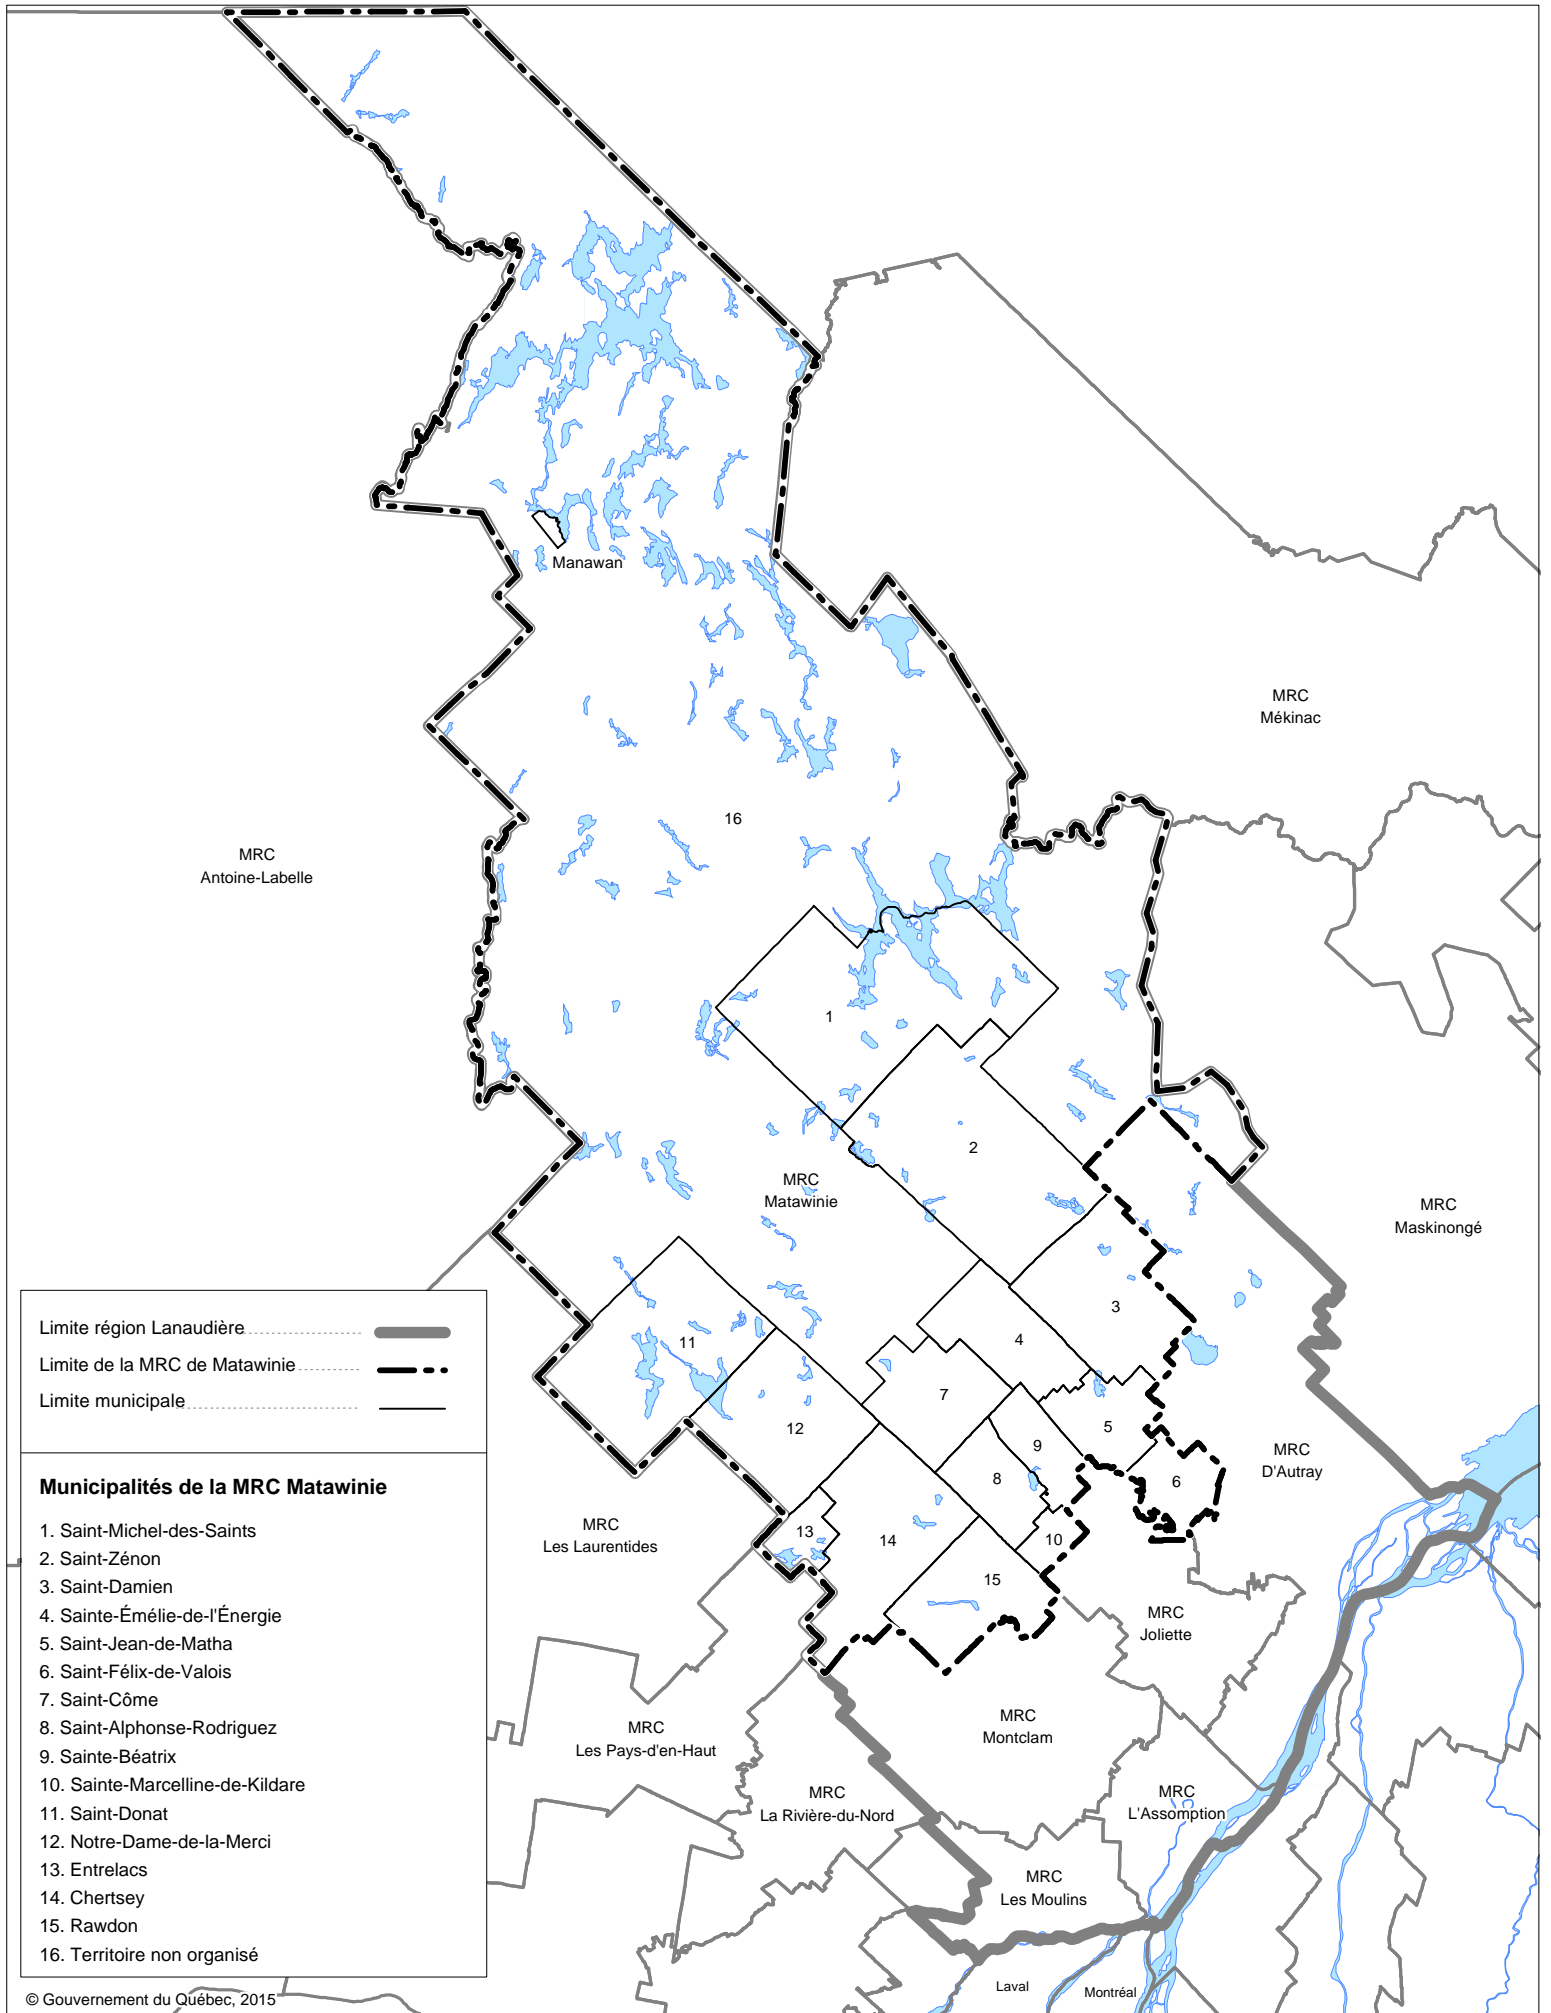 Manawan
MRC
Mékinac
16
MRC
Antoine-Labelle
1
2
MRC
Matawinie
MRC
Maskinongé
3
4
11
7
12
5
9
MRC
D'Autray
8
6
13
14
10
MRC
Les Laurentides
15
MRC
Joliette
MRC
Montclam
MRC
Les Pays-d'en-Haut
MRC
La Rivière-du-Nord
MRC
L'Assomption
MRC
Les Moulins
Laval
Montréal
Limite région Lanaudière
Limite de la MRC de Matawinie
Limite municipale
Municipalités de la MRC Matawinie
1. Saint-Michel-des-Saints
2. Saint-Zénon
3. Saint-Damien
4. Sainte-Émélie-de-l'Énergie
5. Saint-Jean-de-Matha
6. Saint-Félix-de-Valois
7. Saint-Côme
8. Saint-Alphonse-Rodriguez
9. Sainte-Béatrix
10. Sainte-Marcelline-de-Kildare
11. Saint-Donat
12. Notre-Dame-de-la-Merci
13. Entrelacs
14. Chertsey
15. Rawdon
16. Territoire non organisé
© Gouvernement du Québec, 2015